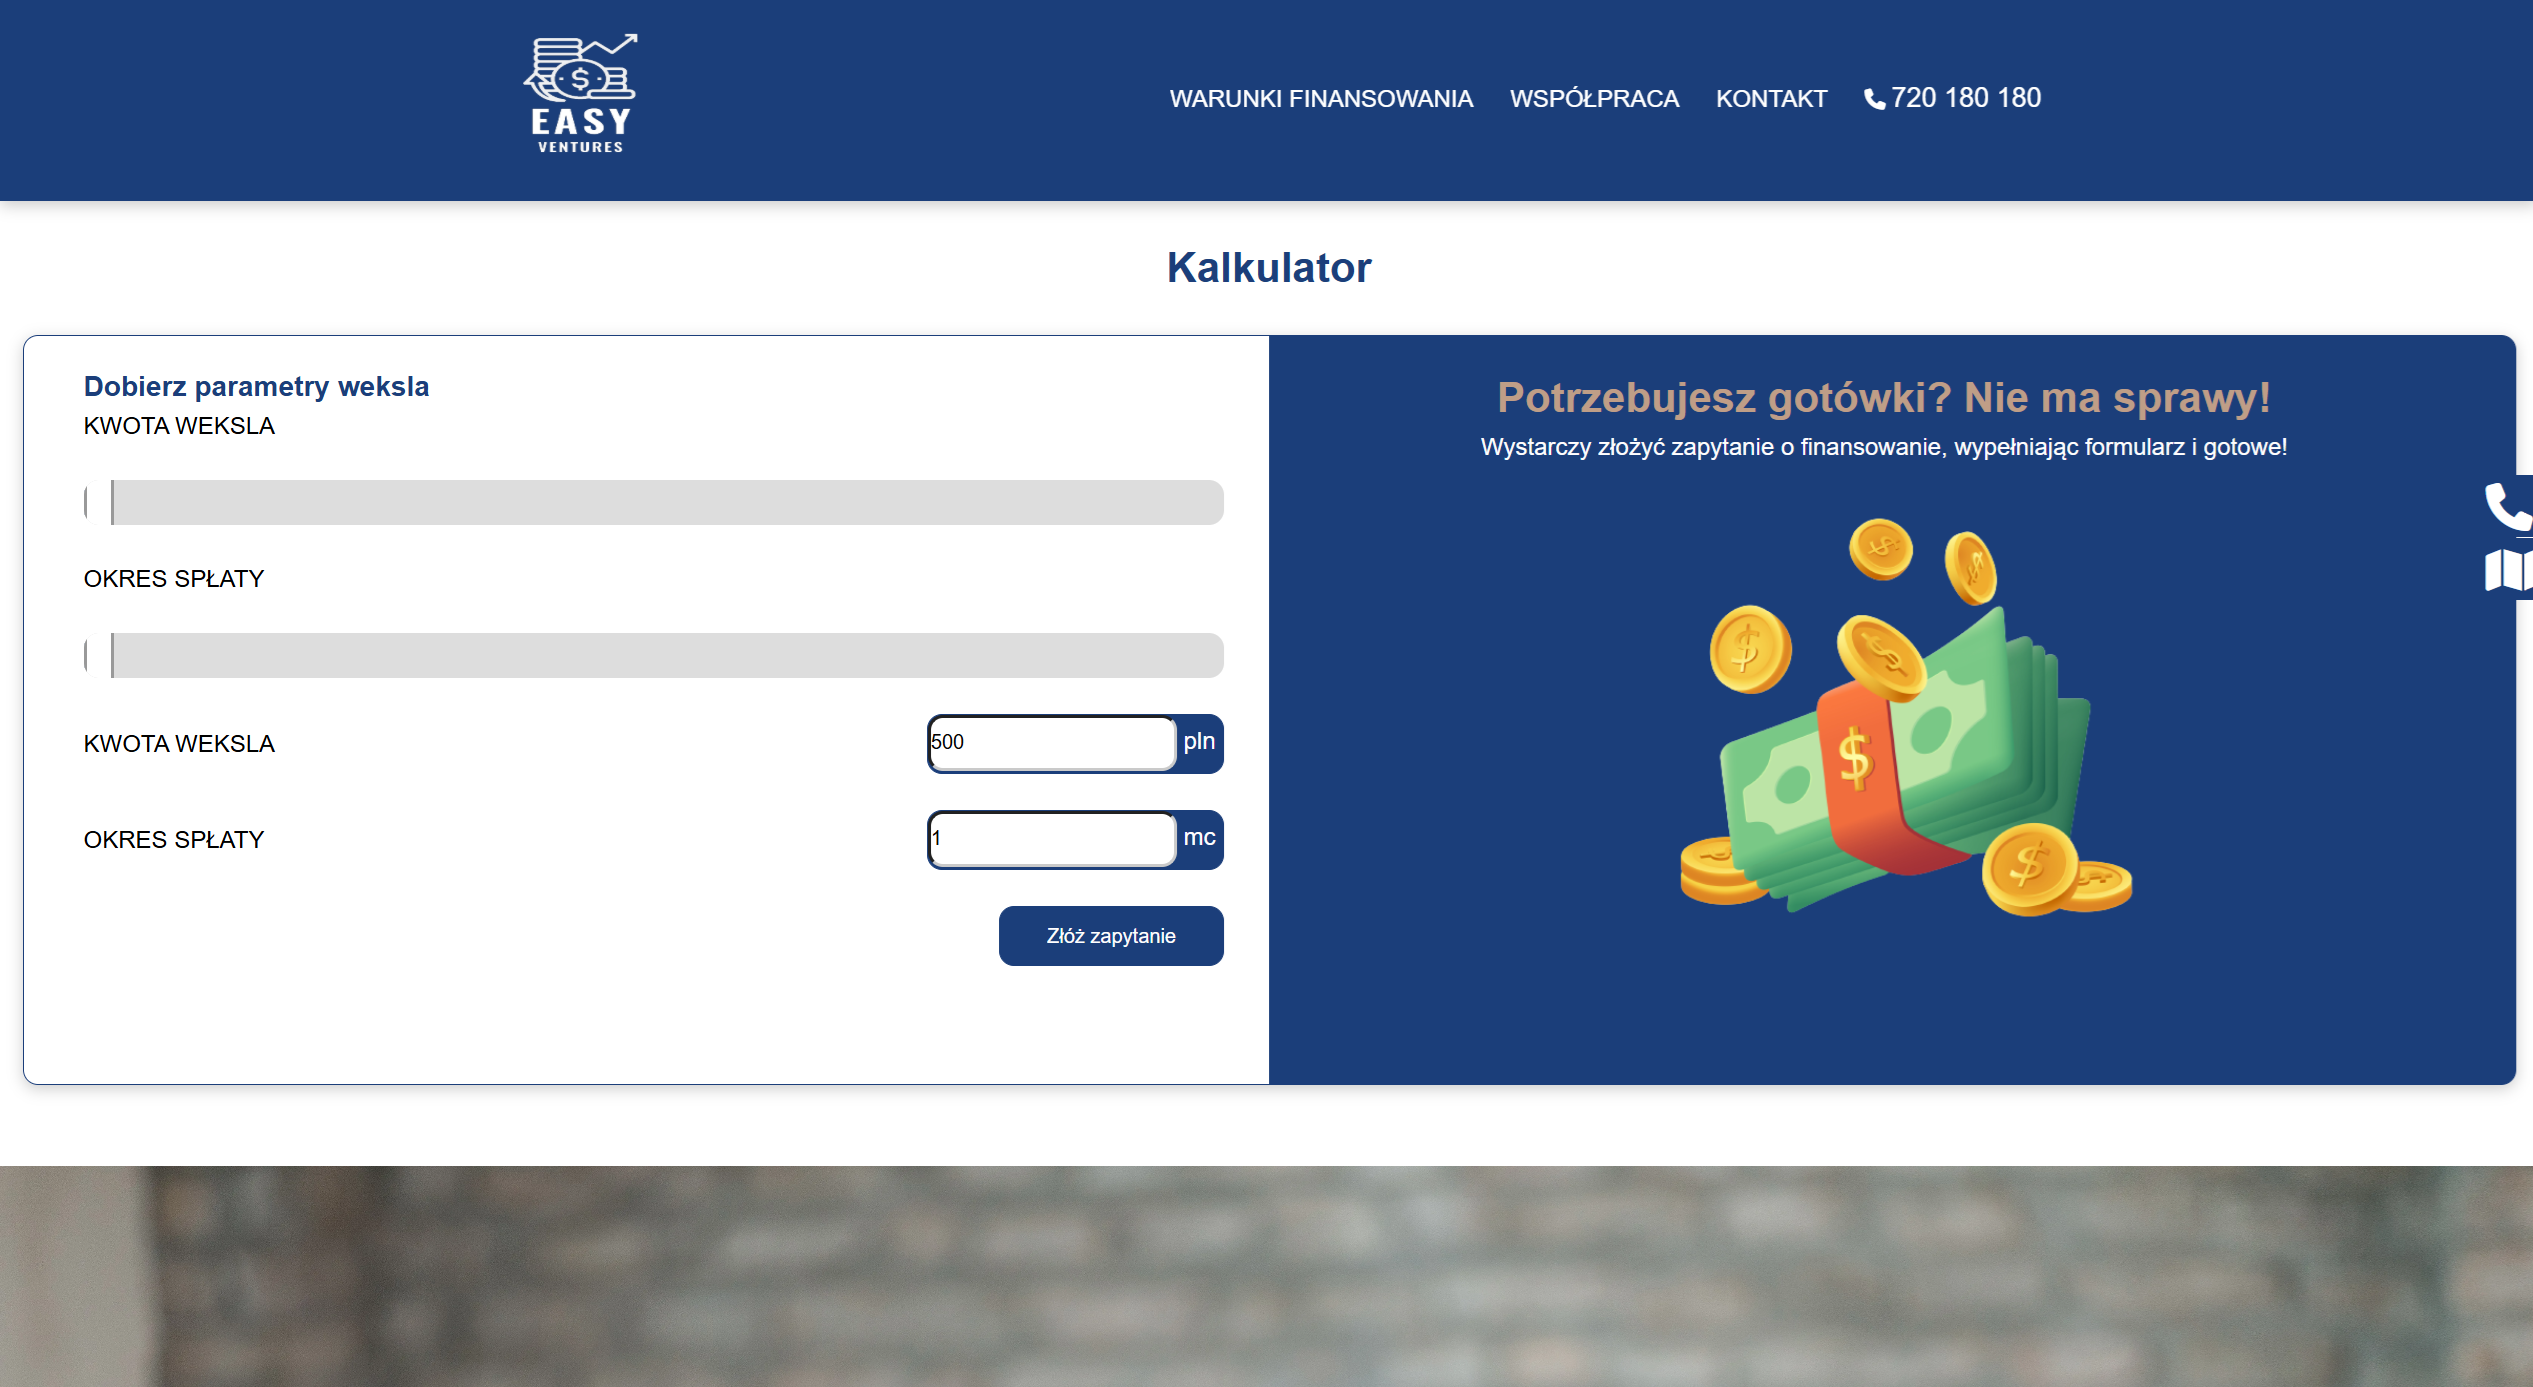 EASY
VENTURES
WARUNKI FINANSOWANIA
WSPÓŁPRACA
KONTAKT
720 180 180
Kalkulator
Dobierz parametry weksla
KWOTA WEKSLA
OKRES SPŁATY
KWOTA WEKSLA
500 pln
OKRES SPŁATY
1 mc
Złóż zapytanie
Potrzebujesz gotówki? Nie ma sprawy!
Wystarczy złożyć zapytanie o finansowanie, wypełniając formularz i gotowe!